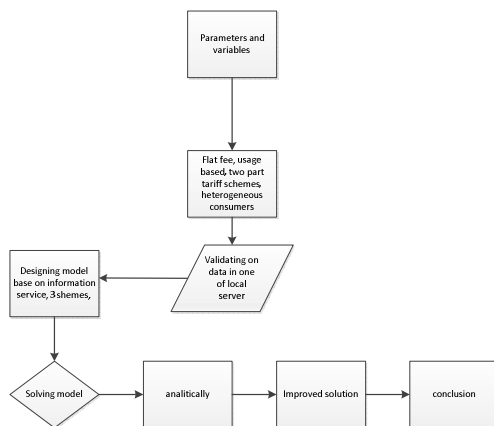 Parameters and
variables
Flat fee, usage
based, two part
tariff schemes,
heterogeneous
consumers
Validating on
data in one
of local
server
Designing model
base on information
service, 3 shemes,
Solving model
analitically
Improved solution
conclusion